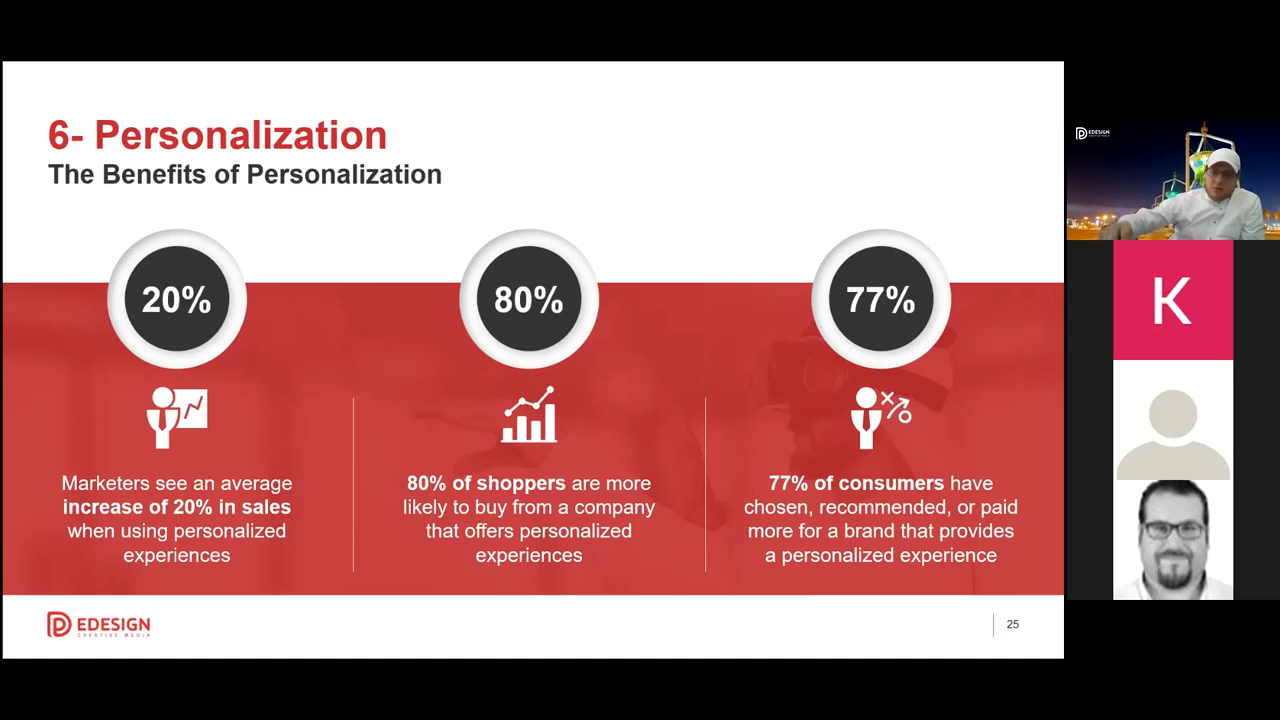 6- Personalization
The Benefits of Personalization
20%
80%
77%
Marketers see an average
increase of 20% in sales
when using personalized
experiences
80% of shoppers are more
likely to buy from a company
that offers personalized
experiences
77% of consumers have
chosen, recommended, or paid
more for a brand that provides
a personalized experience
EDESIGN
CREATIVE MEDIA
25
EDESIGN
K